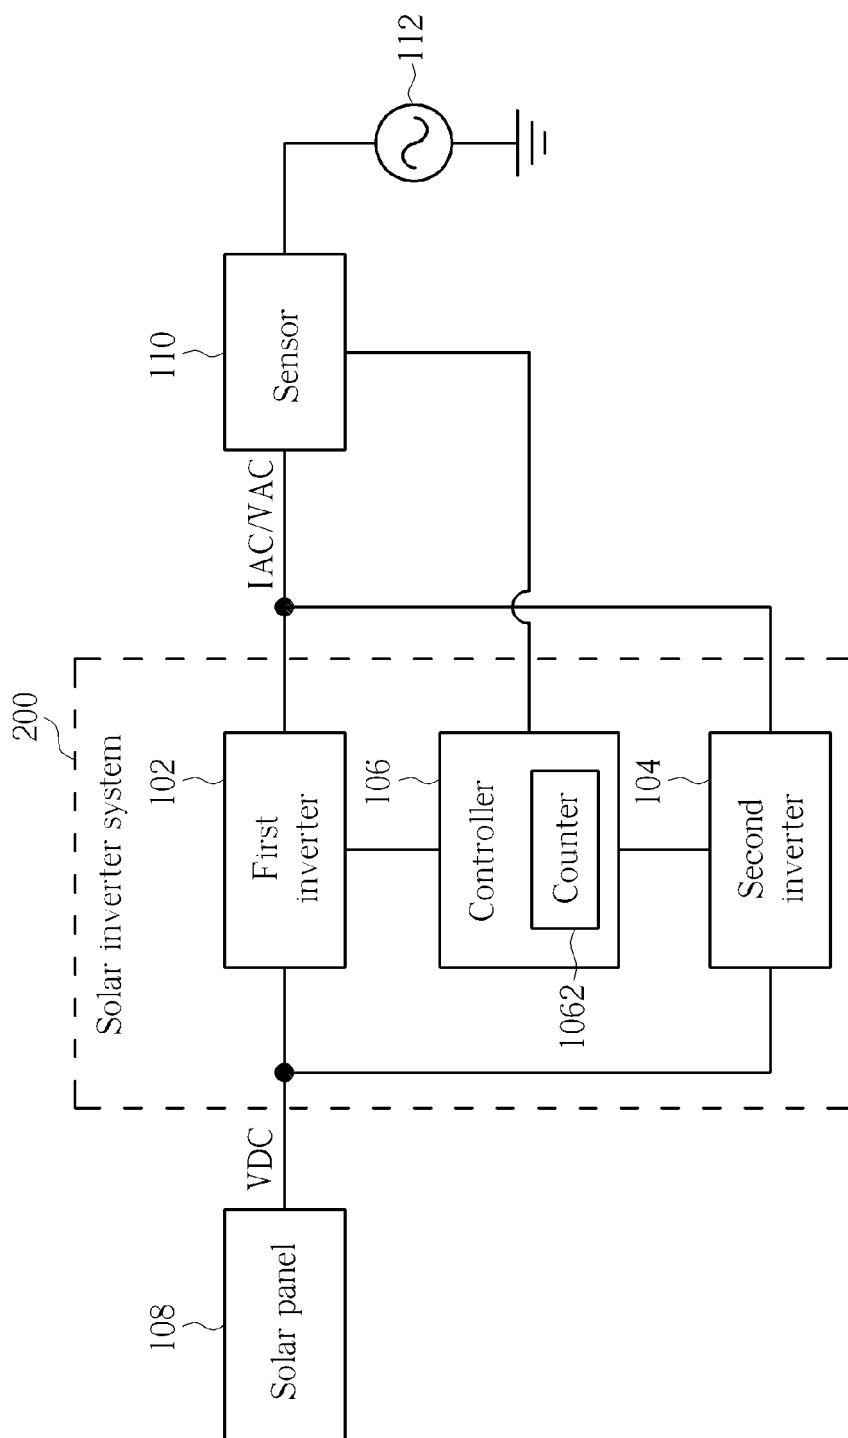 200
Solar inverter system
108
Solar panel
VDC
102
First
inverter
106
Controller
Counter
1062
104
Second
inverter
IAC/VAC
110
Sensor
112